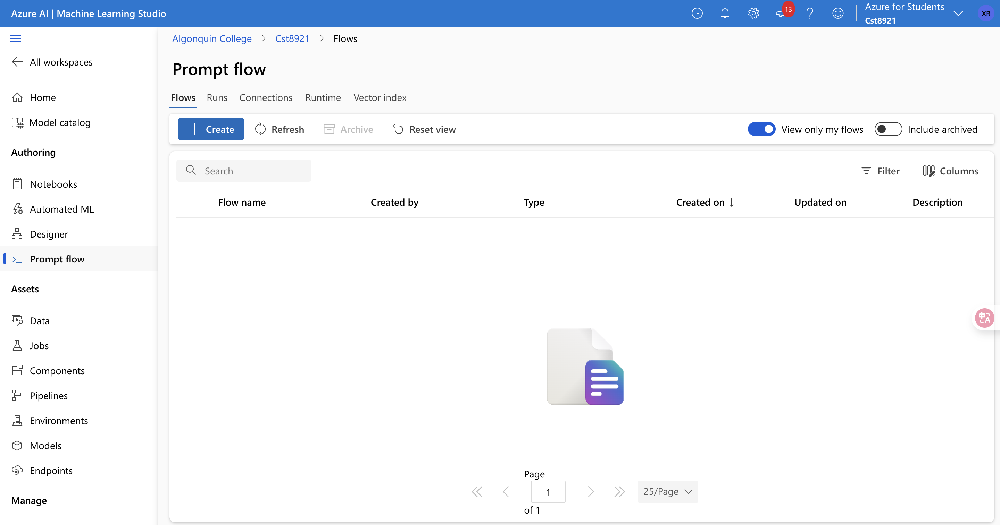 Azure AI | Machine Learning Studio
13
Azure for Students
Cst8921
XR
All workspaces
Home
Model catalog
Authoring
Notebooks
Automated ML
Designer
Prompt flow
Assets
Data
Jobs
Components
Pipelines
Environments
Models
Endpoints
Manage
Algonquin College > Cst8921 > Flows
Prompt flow
Flows Runs Connections Runtime Vector index
Create Refresh Archive Reset view View only my flows Include archived
Search Filter Columns
Flow name Created by Type Created on ↓ Updated on Description
中A
Page
1
of 1
25/Page